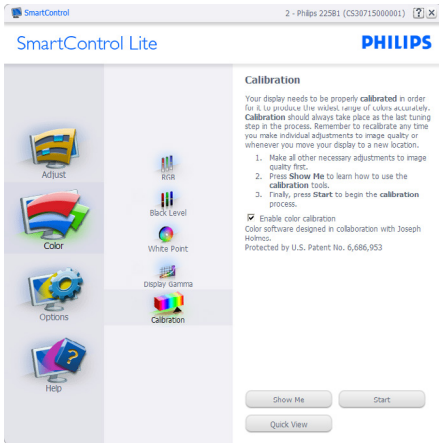 SmartControl
2 - Philips 225B1 (CS30715000001)
SmartControl Lite
PHILIPS
Adjust
Color
Options
Help
RGB
Black Level
White Point
Display Gamma
Calibration
Calibration
Your display needs to be properly calibrated in order
for it to produce the widest range of colors accurately.
Calibration should always take place as the last tuning
step in the process. Remember to recalibrate any time
you make individual adjustments to image quality or
whenever you move your display to a new location.
1. Make all other necessary adjustments to image
quality first.
2. Press Show Me to learn how to use the
calibration tools.
3. Finally, press Start to begin the calibration
process.
Enable color calibration
Color software designed in collaboration with Joseph
Holmes.
Protected by U.S. Patent No. 6,686,953
Show Me
Start
Quick View